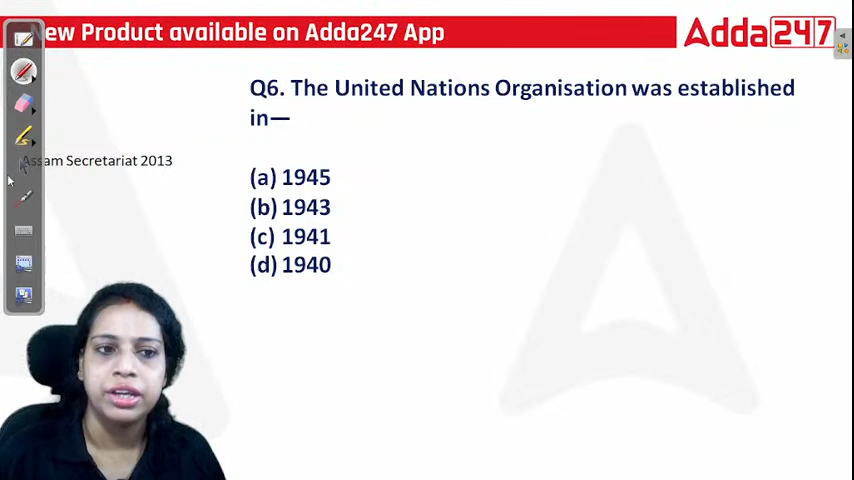 New Product available on Adda247 App
Adda247
Q6. The United Nations Organisation was established
in—
Assam Secretariat 2013
(a) 1945
(b) 1943
(c) 1941
(d) 1940